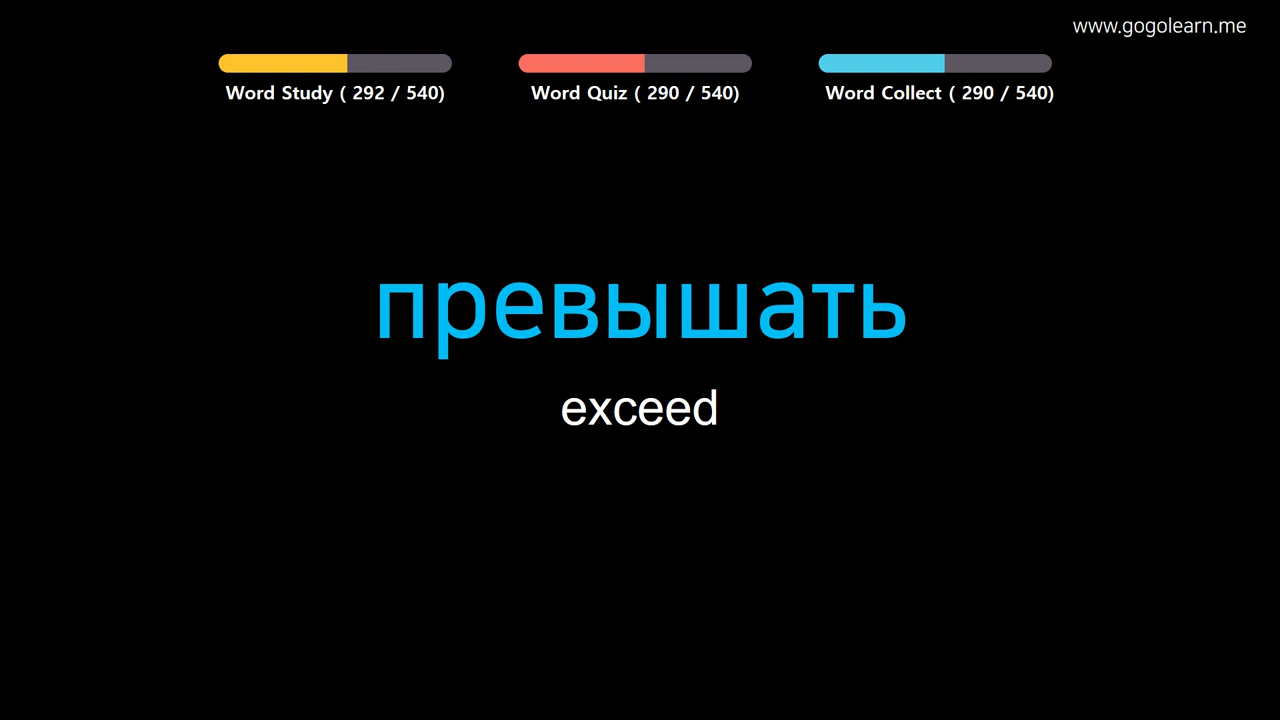 www.gogolearn.me
Word Study ( 292 / 540)
Word Quiz ( 290 / 540)
Word Collect ( 290 / 540)
превышать
exceed